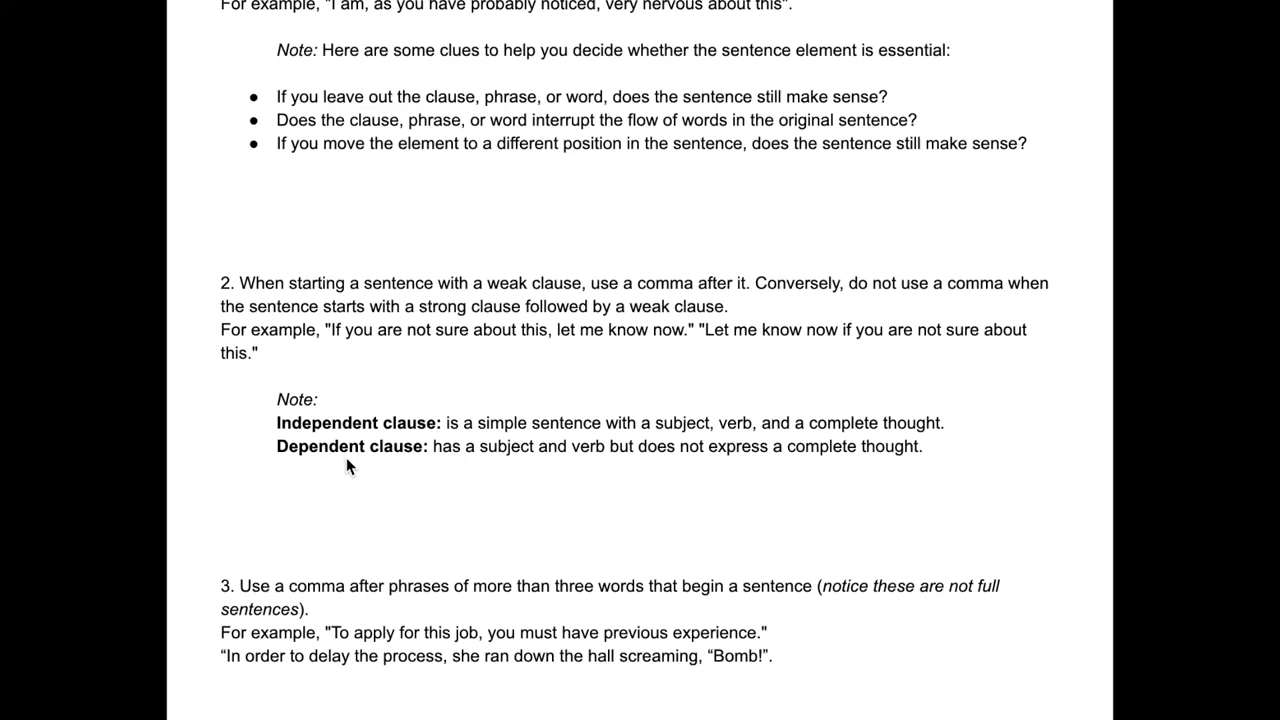 For example, "I am, as you have probably noticed, very nervous about this".
Note: Here are some clues to help you decide whether the sentence element is essential:
● If you leave out the clause, phrase, or word, does the sentence still make sense?
● Does the clause, phrase, or word interrupt the flow of words in the original sentence?
● If you move the element to a different position in the sentence, does the sentence still make sense?
2. When starting a sentence with a weak clause, use a comma after it. Conversely, do not use a comma when
the sentence starts with a strong clause followed by a weak clause.
For example, "If you are not sure about this, let me know now." "Let me know now if you are not sure about
this."
Note:
Independent clause: is a simple sentence with a subject, verb, and a complete thought.
Dependent clause: has a subject and verb but does not express a complete thought.
3. Use a comma after phrases of more than three words that begin a sentence (notice these are not full
sentences).
For example, "To apply for this job, you must have previous experience."
“In order to delay the process, she ran down the hall screaming, “Bomb!”.